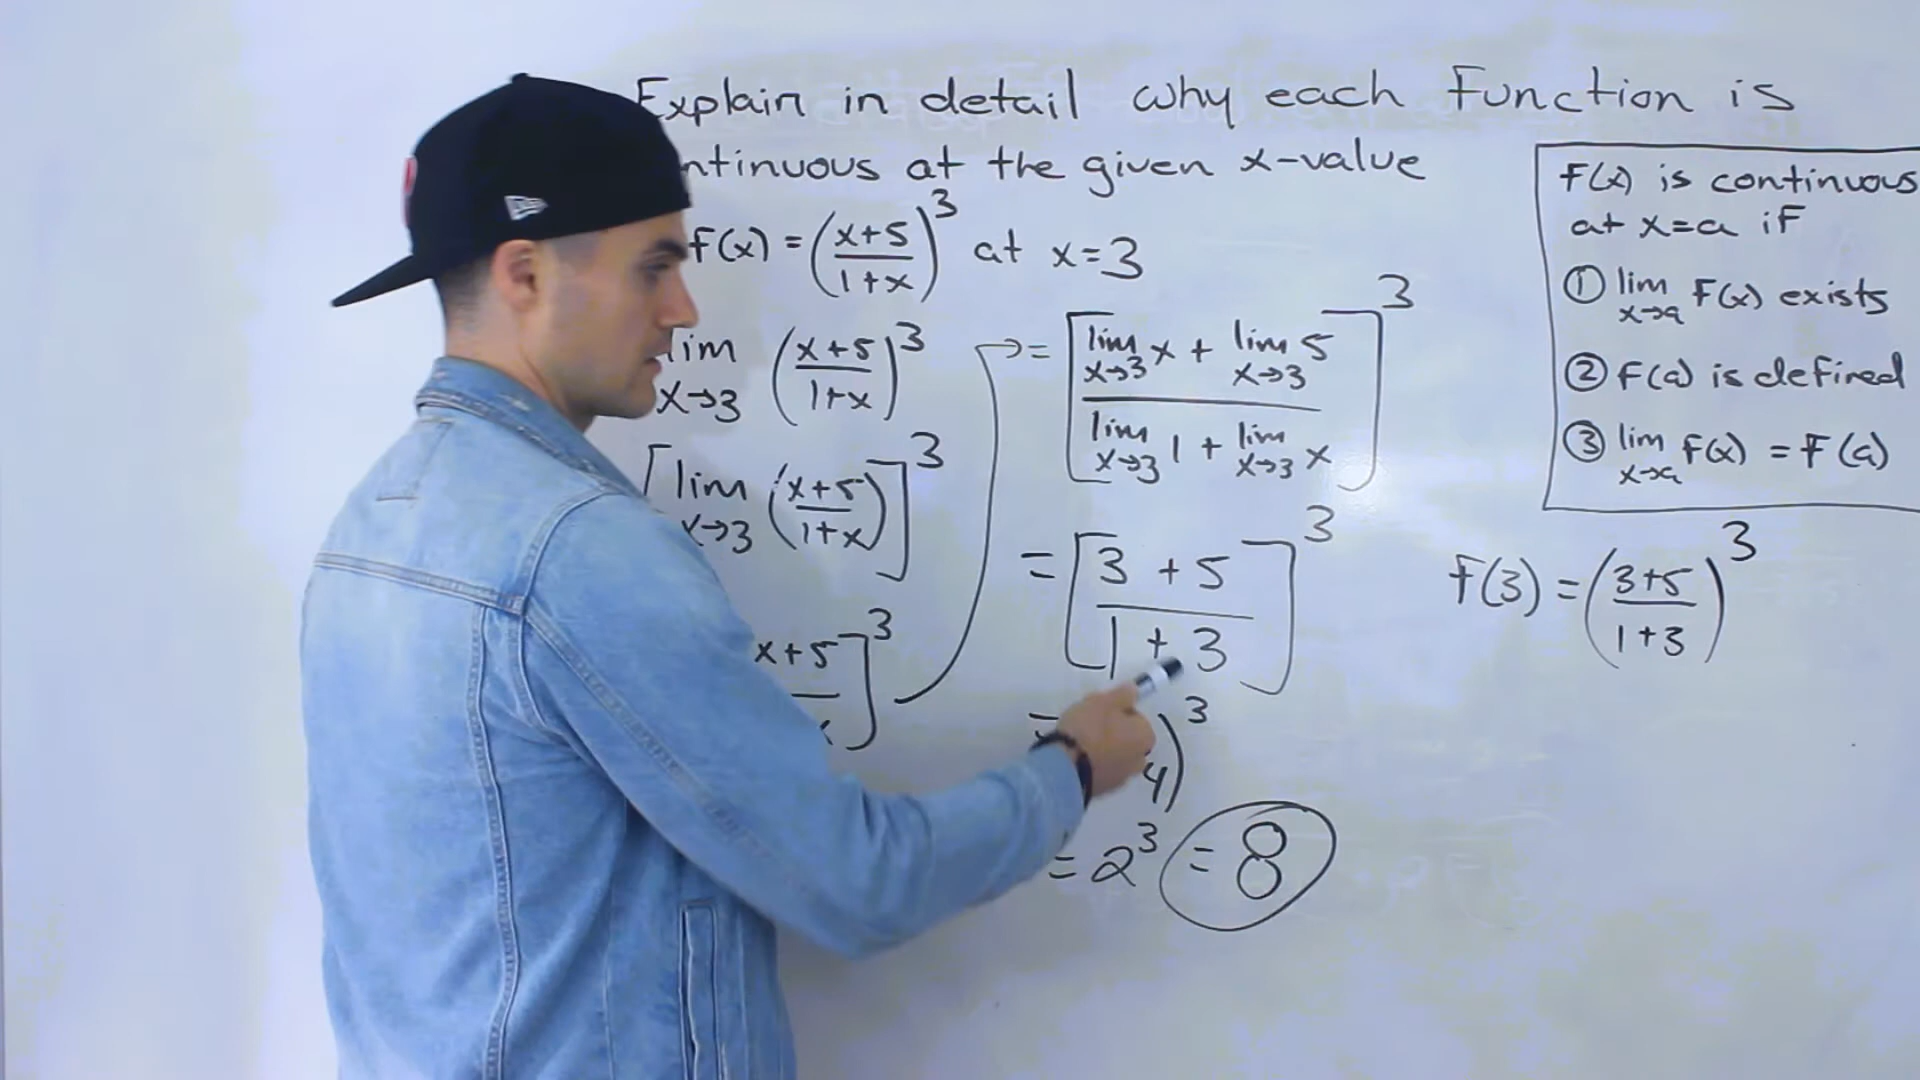 Explain in detail why each function is
ntinuous at the given x-value
f(x) = ((x+5)/(1+x))^3 at x=3
lim x→3 ((x+5)/(1+x))^3
[lim x→3 ((x+5)/(1+x))]^3
x+5]^3
→= [(lim x→3 x + lim x→3 5)/(lim x→3 1 + lim x→3 x)]^3
= [(3+5)/(1+3)]^3
= 4)^3
= 2^3 = 8
F(x) is continuous
at x=a if
① lim x→a F(x) exists
② F(a) is defined
③ lim x→a F(x) = F(a)
F(3) = ((3+5)/(1+3))^3